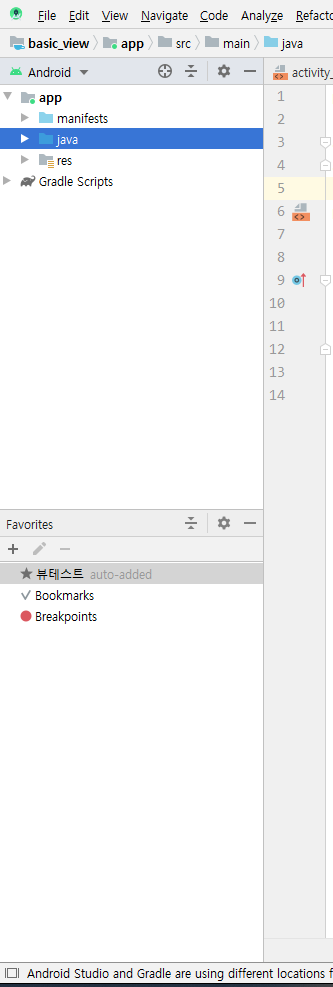 File Edit View Navigate Code Analyze Refacto
basic_view app src main java
Android
activity_
app
manifests
java
res
Gradle Scripts
1
2
3
4
5
6
7
8
9
10
11
12
13
14
Favorites
뷰테스트 auto-added
Bookmarks
Breakpoints
Android Studio and Gradle are using different locations f